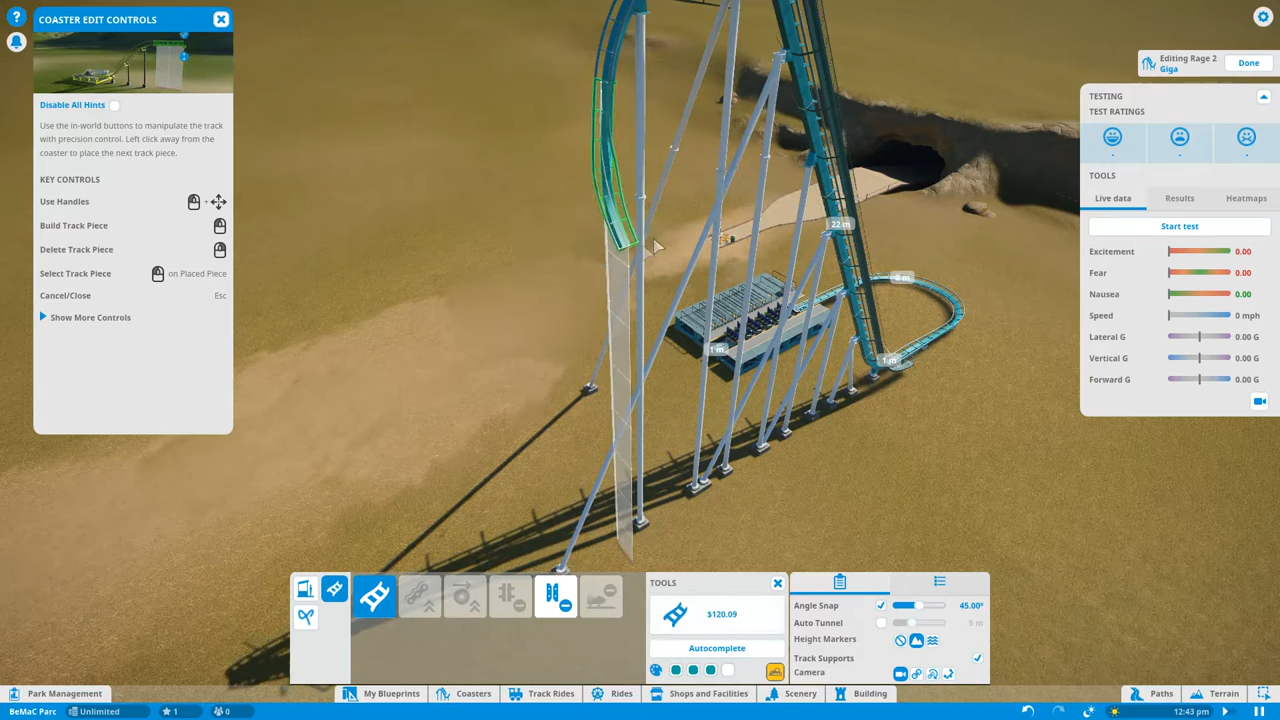 COASTER EDIT CONTROLS
Disable All Hints
Use the in-world buttons to manipulate the track
with precision control. Left click away from the
coaster to place the next track piece.
KEY CONTROLS
Use Handles
+
Build Track Piece
Delete Track Piece
Select Track Piece
on Placed Piece
Cancel/Close
Esc
Show More Controls
22 m
1 m
1 m
Editing Rage 2
Giga
Done
TESTING
TEST RATINGS
- - -
TOOLS
Live data
Results
Heatmaps
Start test
Excitement 0.00
Fear 0.00
Nausea 0.00
Speed 0 mph
Lateral G 0.00 G
Vertical G 0.00 G
Forward G 0.00 G
TOOLS
$120.09
Autocomplete
Angle Snap 45.00°
Auto Tunnel 5 m
Height Markers
Track Supports
Camera
Park Management
My Blueprints
Coasters
Track Rides
Rides
Shops and Facilities
Scenery
Building
Paths
Terrain
BeMaC Parc
Unlimited
1
0
12:43 pm